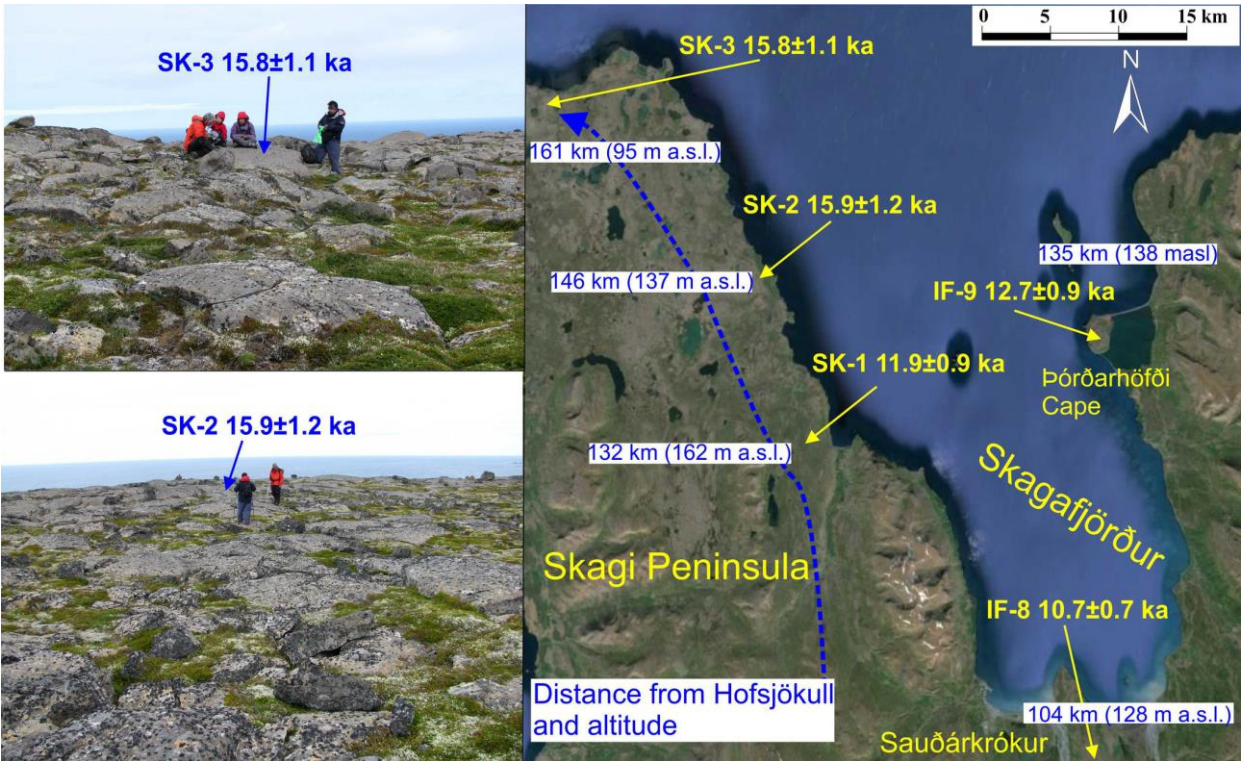 SK-3 15.8±1.1 ka
SK-2 15.9±1.2 ka
0 5 10 15 km
N
SK-3 15.8±1.1 ka
161 km (95 m a.s.l.)
SK-2 15.9±1.2 ka
146 km (137 m a.s.l.)
135 km (138 masl)
IF-9 12.7±0.9 ka
SK-1 11.9±0.9 ka
Þórðarhöfði
Cape
132 km (162 m a.s.l.)
Skagafjörður
Skagi Peninsula
IF-8 10.7±0.7 ka
Distance from Hofsjökull
and altitude
104 km (128 m a.s.l.)
Sauðárkrókur